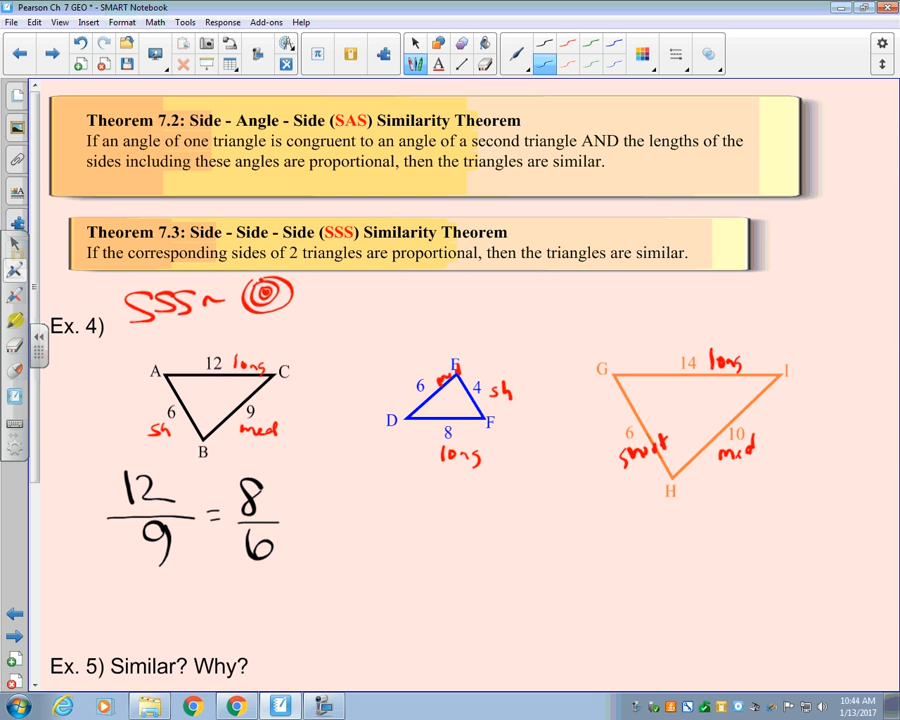 Pearson Ch 7 GEO * - SMART Notebook
File Edit View Insert Format Math Tools Response Add-ons Help
Theorem 7.2: Side - Angle - Side (SAS) Similarity Theorem
If an angle of one triangle is congruent to an angle of a second triangle AND the lengths of the
sides including these angles are proportional, then the triangles are similar.
Theorem 7.3: Side - Side - Side (SSS) Similarity Theorem
If the corresponding sides of 2 triangles are proportional, then the triangles are similar.
SSS ~
Ex. 4)
A 12 long C
6 sh
9 med
B
E
6 med
4 sh
D F
8
long
G 14 long I
6
10
med
H
12/9 = 8/6
Ex. 5) Similar? Why?
10:44 AM
1/13/2017